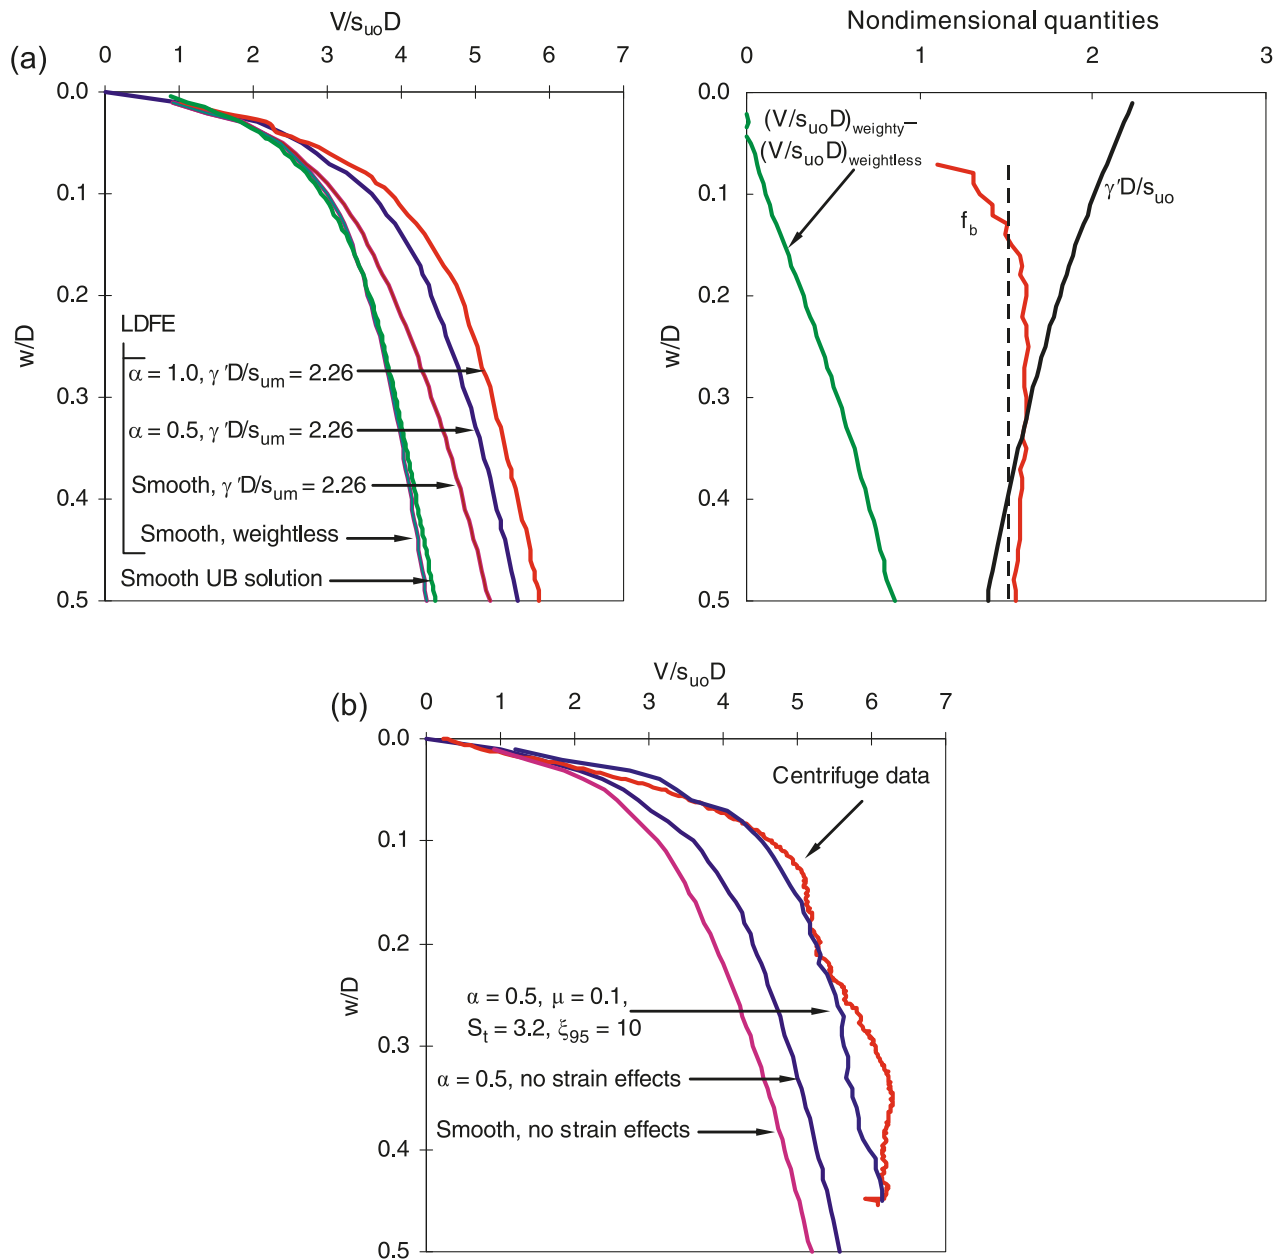 (a)
V/s_uoD
0 1 2 3 4 5 6 7
0.0
0.1
0.2
0.3
0.4
0.5
w/D
LDFE
α = 1.0, γ'D/s_um = 2.26
α = 0.5, γ'D/s_um = 2.26
Smooth, γ'D/s_um = 2.26
Smooth, weightless
Smooth UB solution
Nondimensional quantities
0 1 2 3
0.0
0.1
0.2
0.3
0.4
0.5
w/D
(V/s_uoD)_weighty–
(V/s_uoD)_weightless
f_b
γ'D/s_uo
(b)
V/s_uoD
0 1 2 3 4 5 6 7
0.0
0.1
0.2
0.3
0.4
0.5
w/D
Centrifuge data
α = 0.5, μ = 0.1,
S_t = 3.2, ξ_95 = 10
α = 0.5, no strain effects
Smooth, no strain effects